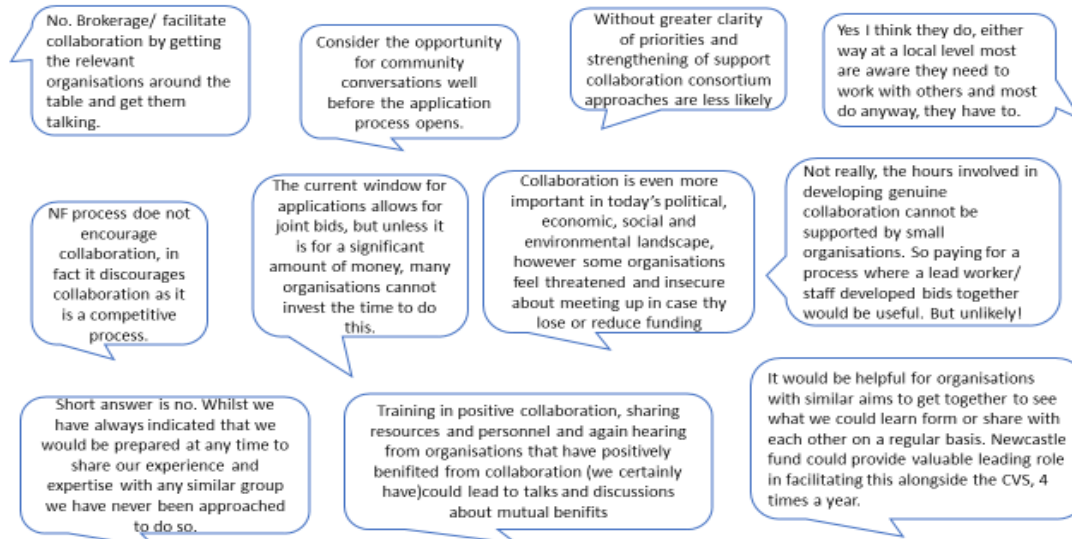 No. Brokerage/ facilitate
collaboration by getting
the relevant
organisations around the
table and get them
talking.
Consider the opportunity
for community
conversations well
before the application
process opens.
Without greater clarity
of priorities and
strengthening of support
collaboration consortium
approaches are less likely
Yes I think they do, either
way at a local level most
are aware they need to
work with others and most
do anyway, they have to.
NF process doe not
encourage
collaboration, in
fact it discourages
collaboration as it
is a competitive
process.
The current window for
applications allows for
joint bids, but unless it
is for a significant
amount of money, many
organisations cannot
invest the time to do
this.
Collaboration is even more
important in today's political,
economic, social and
environmental landscape,
however some organisations
feel threatened and insecure
about meeting up in case thy
lose or reduce funding
Not really, the hours involved in
developing genuine
collaboration cannot be
supported by small
organisations. So paying for a
process where a lead worker/
staff developed bids together
would be useful. But unlikely!
Short answer is no. Whilst we
have always indicated that we
would be prepared at any time to
share our experience and
expertise with any similar group
we have never been approached
to do so.
Training in positive collaboration, sharing
resources and personnel and again hearing
from organisations that have positively
benifited from collaboration (we certainly
have)could lead to talks and discussions
about mutual benifits
It would be helpful for organisations
with similar aims to get together to see
what we could learn form or share with
each other on a regular basis. Newcastle
fund could provide valuable leading role
in facilitating this alongside the CVS, 4
times a year.